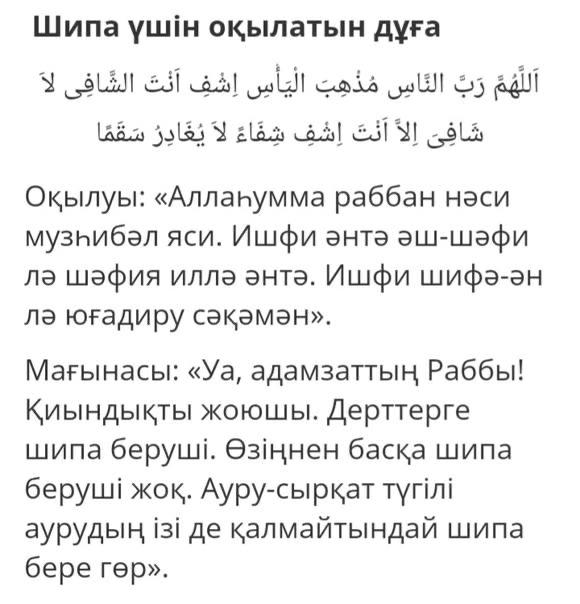 Шипа үшін оқылатын дұға
اَللَّهُمَّ رَبَّ النَّاسِ مُذْهِبَ الْيَأْسِ اِشْفِ اَنْتَ الشَّافِى لاَ
شَافِىَ اِلاَّ اَنْتَ اِشْفِ شِفَاءً لاَ يُغَادِرُ سَقَمًا
Оқылуы: «Аллаһумма раббан нәси
музһибәл яси. Ишфи әнтә әш-шәфи
лә шәфия иллә әнтә. Ишфи шифә-ән
лә юғадиру сәқәмән».
Мағынасы: «Уа, адамзаттың Раббы!
Қиындықты жоюшы. Дерттерге
шипа беруші. Өзіңнен басқа шипа
беруші жоқ. Ауру-сырқат түгілі
аурудың ізі де қалмайтындай шипа
бере гөр».